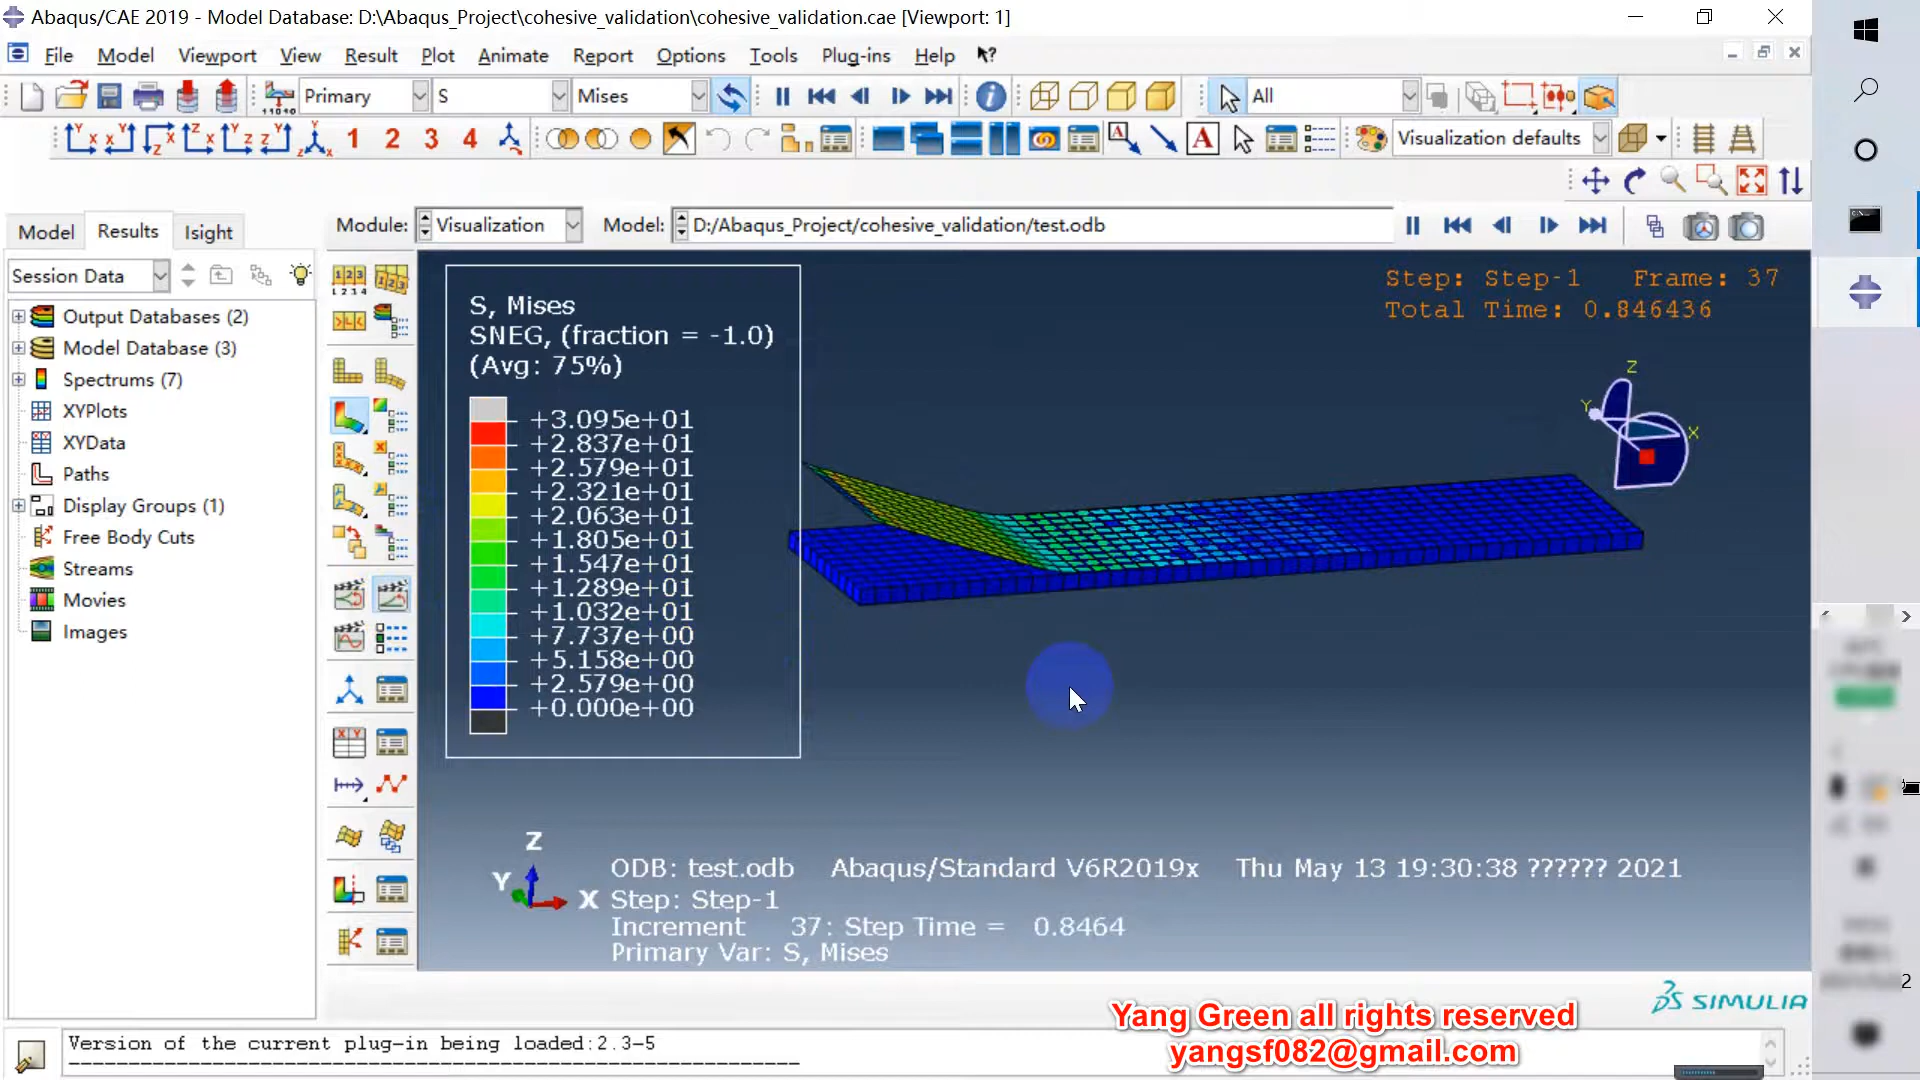 Abaqus/CAE 2019 - Model Database: D:\Abaqus_Project\cohesive_validation\cohesive_validation.cae [Viewport: 1]
File Model Viewport View Result Plot Animate Report Options Tools Plug-ins Help
Primary S Mises All
1 2 3 4 Visualization defaults
Model Results Isight Module: Visualization Model: D:/Abaqus_Project/cohesive_validation/test.odb
Session Data
Output Databases (2)
Model Database (3)
Spectrums (7)
XYPlots
XYData
Paths
Display Groups (1)
Free Body Cuts
Streams
Movies
Images
S, Mises
SNEG, (fraction = -1.0)
(Avg: 75%)
+3.095e+01
+2.837e+01
+2.579e+01
+2.321e+01
+2.063e+01
+1.805e+01
+1.547e+01
+1.289e+01
+1.032e+01
+7.737e+00
+5.158e+00
+2.579e+00
+0.000e+00
Step: Step-1 Frame: 37
Total Time: 0.846436
Z
Y
X
Z
Y
X
ODB: test.odb Abaqus/Standard V6R2019x Thu May 13 19:30:38 ?????? 2021
Step: Step-1
Increment 37: Step Time = 0.8464
Primary Var: S, Mises
SIMULIA
Yang Green all rights reserved
yangsf082@gmail.com
Version of the current plug-in being loaded:2.3-5